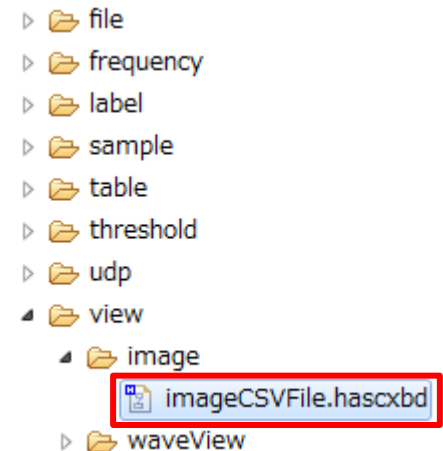 file
frequency
label
sample
table
threshold
udp
view
image
imageCSVFile.hascxbd
waveView